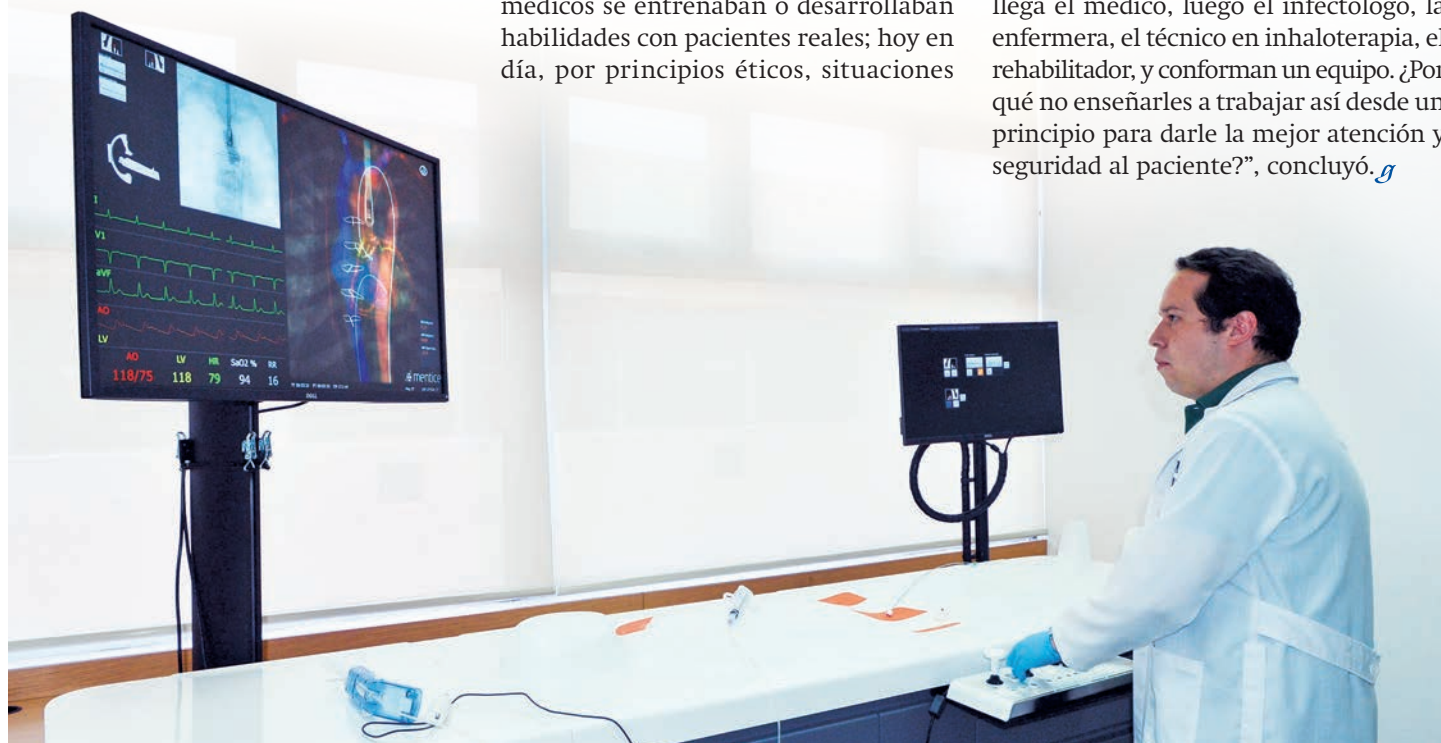 médicos se entrenaban o desarrollaban
habilidades con pacientes reales; hoy en
día, por principios éticos, situaciones
llega el médico, luego el infectólogo, la
enfermera, el técnico en inhaloterapia, el
rehabilitador, y conforman un equipo. ¿Por
qué no enseñarles a trabajar así desde un
principio para darle la mejor atención y
seguridad al paciente?”, concluyó. g
I
V1
aVF
AO
LV
AO LV HR SaO2 % RR
118/75 118 79 94 16
mentice
DELL